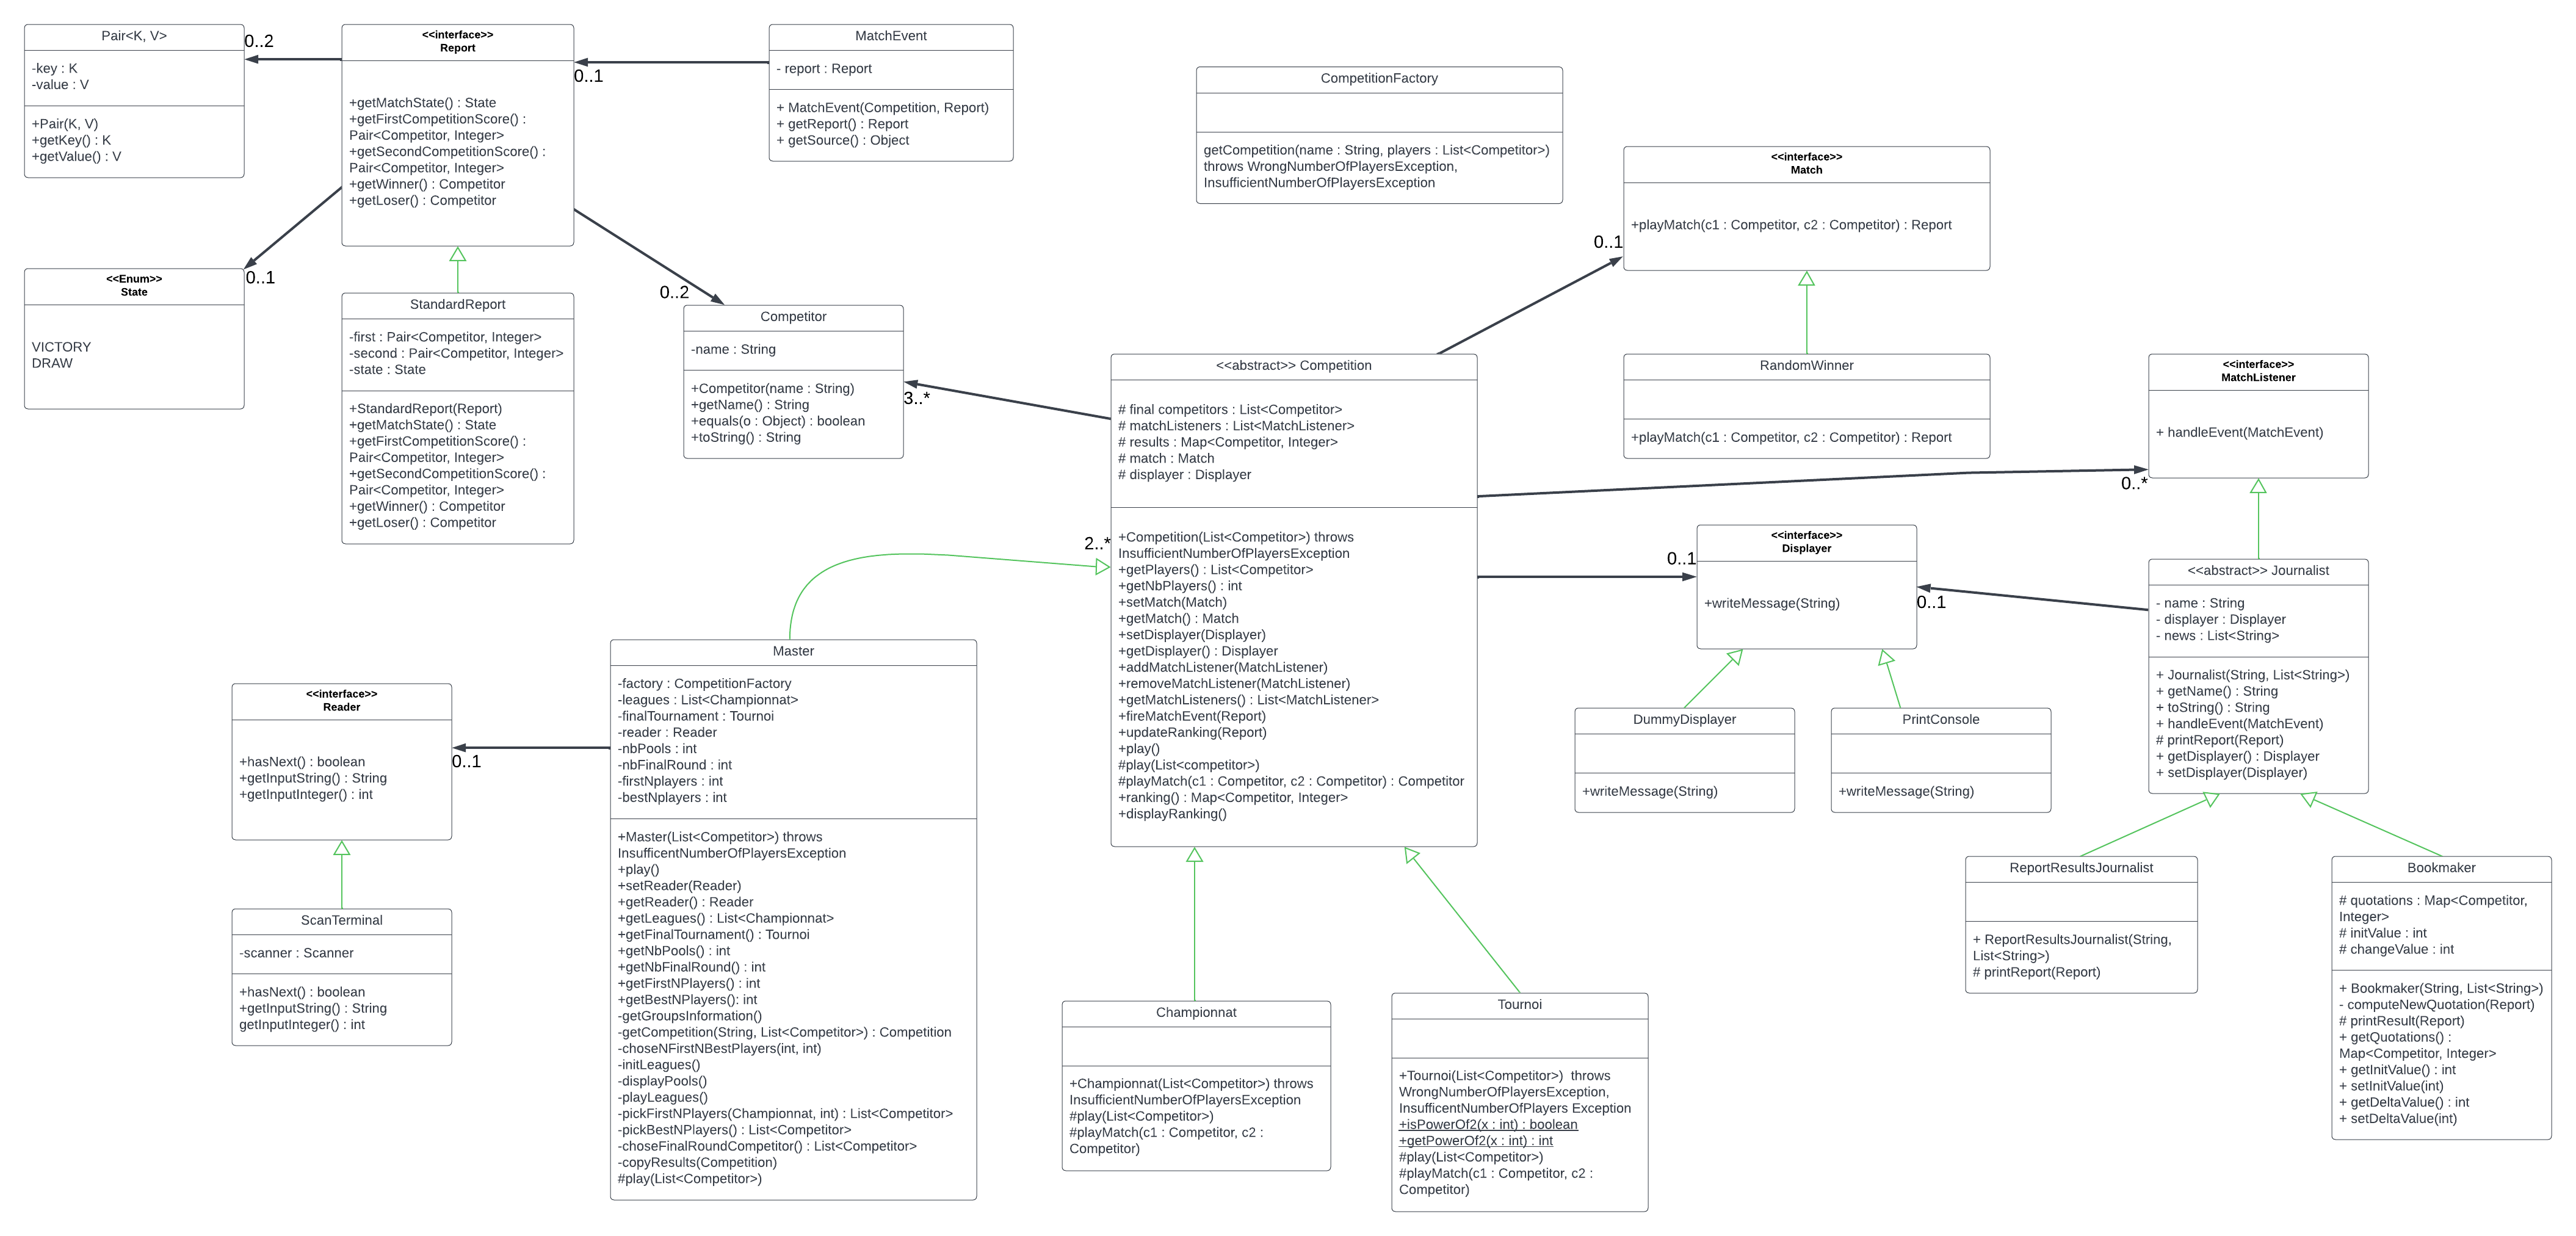 Pair<K, V>
-key : K
-value : V
+Pair(K, V)
+getKey() : K
+getValue() : V
0..2
<<interface>>
Report
+getMatchState() : State
+getFirstCompetitionScore() :
Pair<Competitor, Integer>
+getSecondCompetitionScore() :
Pair<Competitor, Integer>
+getWinner() : Competitor
+getLoser() : Competitor
0..1
MatchEvent
- report : Report
+ MatchEvent(Competition, Report)
+ getReport() : Report
+ getSource() : Object
CompetitionFactory
getCompetition(name : String, players : List<Competitor>)
throws WrongNumberOfPlayersException,
InsufficientNumberOfPlayersException
<<interface>>
Match
+playMatch(c1 : Competitor, c2 : Competitor) : Report
0..1
<<Enum>>
State
VICTORY
DRAW
0..1
StandardReport
-first : Pair<Competitor, Integer>
-second : Pair<Competitor, Integer>
-state : State
+StandardReport(Report)
+getMatchState() : State
+getFirstCompetitionScore() :
Pair<Competitor, Integer>
+getSecondCompetitionScore() :
Pair<Competitor, Integer>
+getWinner() : Competitor
+getLoser() : Competitor
0..2
Competitor
-name : String
+Competitor(name : String)
+getName() : String
+equals(o : Object) : boolean
+toString() : String
3..*
<<abstract>> Competition
# final competitors : List<Competitor>
# matchListeners : List<MatchListener>
# results : Map<Competitor, Integer>
# match : Match
# displayer : Displayer
+Competition(List<Competitor>) throws
InsufficientNumberOfPlayersException
+getPlayers() : List<Competitor>
+getNbPlayers() : int
+setMatch(Match)
+getMatch() : Match
+setDisplayer(Displayer)
+getDisplayer() : Displayer
+addMatchListener(MatchListener)
+removeMatchListener(MatchListener)
+getMatchListeners() : List<MatchListener>
+fireMatchEvent(Report)
+updateRanking(Report)
+play()
#play(List<competitor>)
#playMatch(c1 : Competitor, c2 : Competitor) : Competitor
+ranking() : Map<Competitor, Integer>
+displayRanking()
2..*
RandomWinner
+playMatch(c1 : Competitor, c2 : Competitor) : Report
<<interface>>
MatchListener
+ handleEvent(MatchEvent)
0..*
<<interface>>
Displayer
+writeMessage(String)
0..1
0..1
<<abstract>> Journalist
- name : String
- displayer : Displayer
- news : List<String>
+ Journalist(String, List<String>)
+ getName() : String
+ toString() : String
+ handleEvent(MatchEvent)
# printReport(Report)
+ getDisplayer() : Displayer
+ setDisplayer(Displayer)
<<interface>>
Reader
+hasNext() : boolean
+getInputString() : String
+getInputInteger() : int
0..1
Master
-factory : CompetitionFactory
-leagues : List<Championnat>
-finalTournament : Tournoi
-reader : Reader
-nbPools : int
-nbFinalRound : int
-firstNplayers : int
-bestNplayers : int
+Master(List<Competitor>) throws
InsufficentNumberOfPlayersException
+play()
+setReader(Reader)
+getReader() : Reader
+getLeagues() : List<Championnat>
+getFinalTournament() : Tournoi
+getNbPools() : int
+getNbFinalRound() : int
+getFirstNPlayers() : int
+getBestNPlayers(): int
-getGroupsInformation()
-getCompetition(String, List<Competitor>) : Competition
-choseNFirstNBestPlayers(int, int)
-initLeagues()
-displayPools()
-playLeagues()
-pickFirstNPlayers(Championnat, int) : List<Competitor>
-pickBestNPlayers() : List<Competitor>
-choseFinalRoundCompetitor() : List<Competitor>
-copyResults(Competition)
#play(List<Competitor>)
DummyDisplayer
+writeMessage(String)
PrintConsole
+writeMessage(String)
ScanTerminal
-scanner : Scanner
+hasNext() : boolean
+getInputString() : String
getInputInteger() : int
Championnat
+Championnat(List<Competitor>) throws
InsufficientNumberOfPlayersException
#play(List<Competitor>)
#playMatch(c1 : Competitor, c2 :
Competitor)
Tournoi
+Tournoi(List<Competitor>)  throws
WrongNumberOfPlayersException,
InsufficentNumberOfPlayers Exception
+isPowerOf2(x : int) : boolean
+getPowerOf2(x : int) : int
#play(List<Competitor>)
#playMatch(c1 : Competitor, c2 :
Competitor)
ReportResultsJournalist
+ ReportResultsJournalist(String,
List<String>)
# printReport(Report)
Bookmaker
# quotations : Map<Competitor,
Integer>
# initValue : int
# changeValue : int
+ Bookmaker(String, List<String>)
- computeNewQuotation(Report)
# printResult(Report)
+ getQuotations() :
Map<Competitor, Integer>
+ getInitValue() : int
+ setInitValue(int)
+ getDeltaValue() : int
+ setDeltaValue(int)